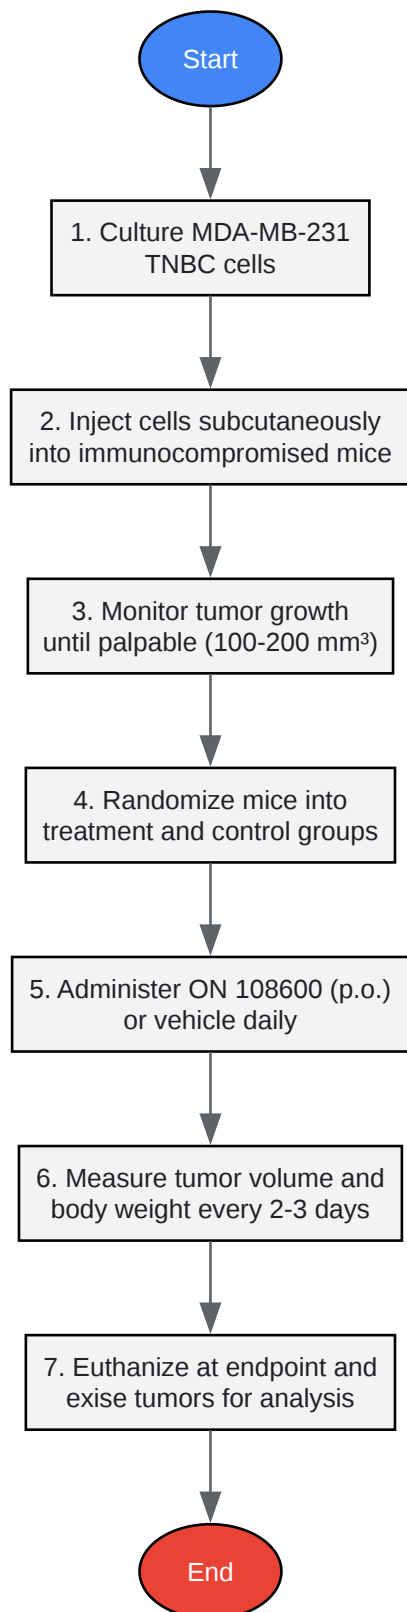 Start
1. Culture MDA-MB-231
TNBC cells
2. Inject cells subcutaneously
into immunocompromised mice
3. Monitor tumor growth
until palpable (100-200 mm³)
4. Randomize mice into
treatment and control groups
5. Administer ON 108600 (p.o.)
or vehicle daily
6. Measure tumor volume and
body weight every 2-3 days
7. Euthanize at endpoint and
exise tumors for analysis
End